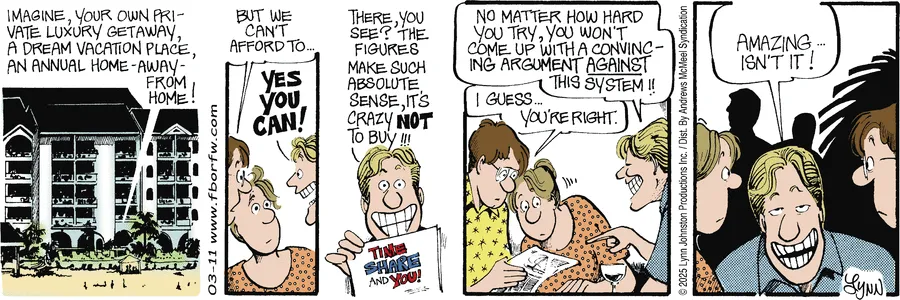 IMAGINE, YOUR OWN PRI-
VATE LUXURY GETAWAY,
A DREAM VACATION PLACE,
AN ANNUAL HOME-AWAY-
FROM
HOME!
BUT WE
CAN'T
AFFORD TO...
YES
YOU
CAN!
03-11 www.fborfw.com
THERE, YOU
SEE? THE
FIGURES
MAKE SUCH
ABSOLUTE
SENSE, IT'S
CRAZY NOT
TO BUY!!!
TIME
SHARE
AND YOU!
NO MATTER HOW HARD
YOU TRY, YOU WON'T
COME UP WITH A CONVINC-
ING ARGUMENT AGAINST
THIS SYSTEM!!
I GUESS...
YOU'RE RIGHT.
©2025 Lynn Johnston Productions Inc. / Dist. By Andrews McMeel Syndication
AMAZING...
ISN'T IT!
Lynn